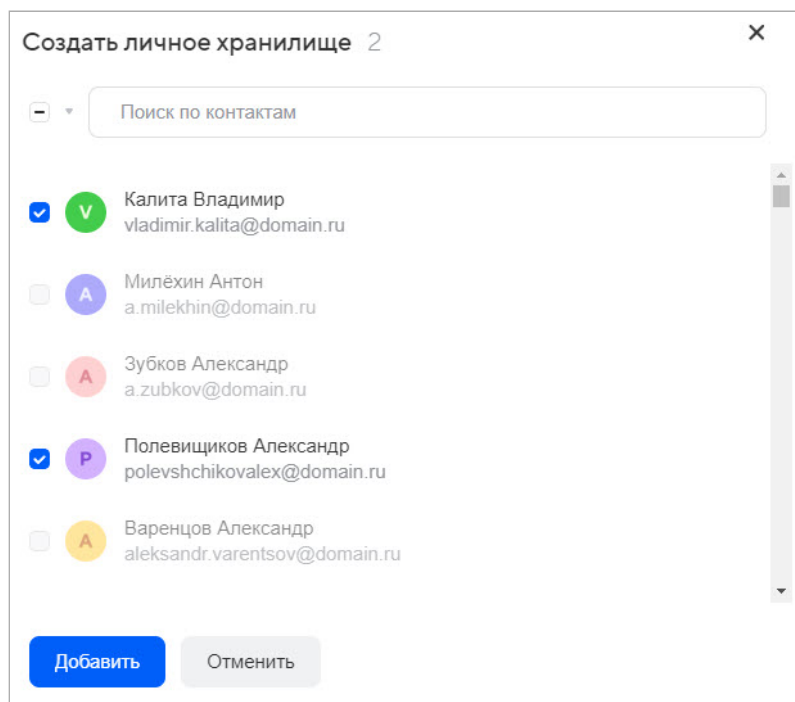 Создать личное хранилище 2
Поиск по контактам
V
Калита Владимир
vladimir.kalita@domain.ru
A
Милёхин Антон
a.milekhin@domain.ru
A
Зубков Александр
a.zubkov@domain.ru
P
Полевищиков Александр
polevshchikovalex@domain.ru
A
Варенцов Александр
aleksandr.varentsov@domain.ru
Добавить Отменить